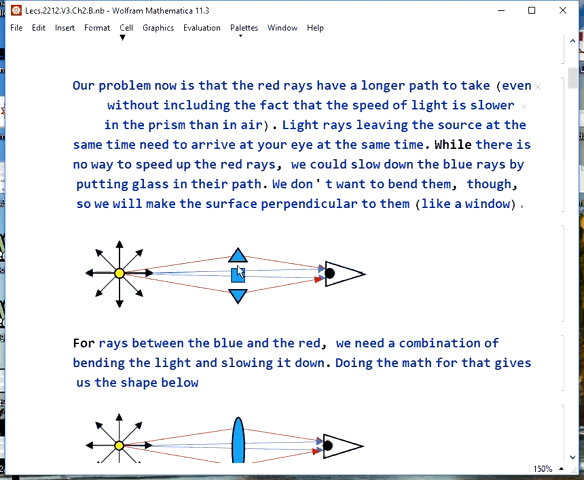 Lecs.2212.V3.Ch2.B.nb - Wolfram Mathematica 11.3
File Edit Insert Format Cell Graphics Evaluation Palettes Window Help
Our problem now is that the red rays have a longer path to take (even
without including the fact that the speed of light is slower
in the prism than in air). Light rays leaving the source at the
same time need to arrive at your eye at the same time. While there is
no way to speed up the red rays, we could slow down the blue rays by
putting glass in their path. We don't want to bend them, though,
so we will make the surface perpendicular to them (like a window).
For rays between the blue and the red, we need a combination of
bending the light and slowing it down. Doing the math for that gives
us the shape below
150%